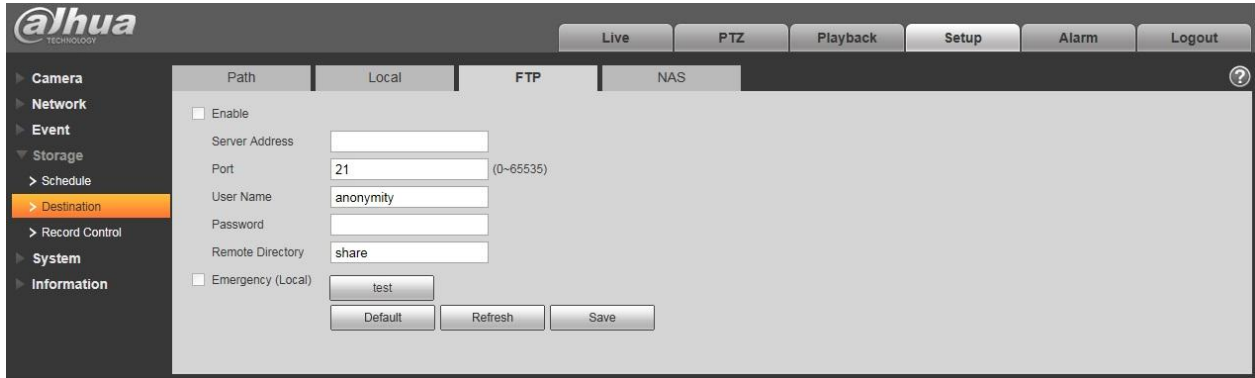 alhua
TECHNOLOGY
Live PTZ Playback Setup Alarm Logout
Camera
Network
Event
Storage
> Schedule
> Destination
> Record Control
System
Information
Path Local FTP NAS
?
Enable
Server Address
Port 21 (0~65535)
User Name anonymity
Password
Remote Directory share
Emergency (Local) test
Default Refresh Save